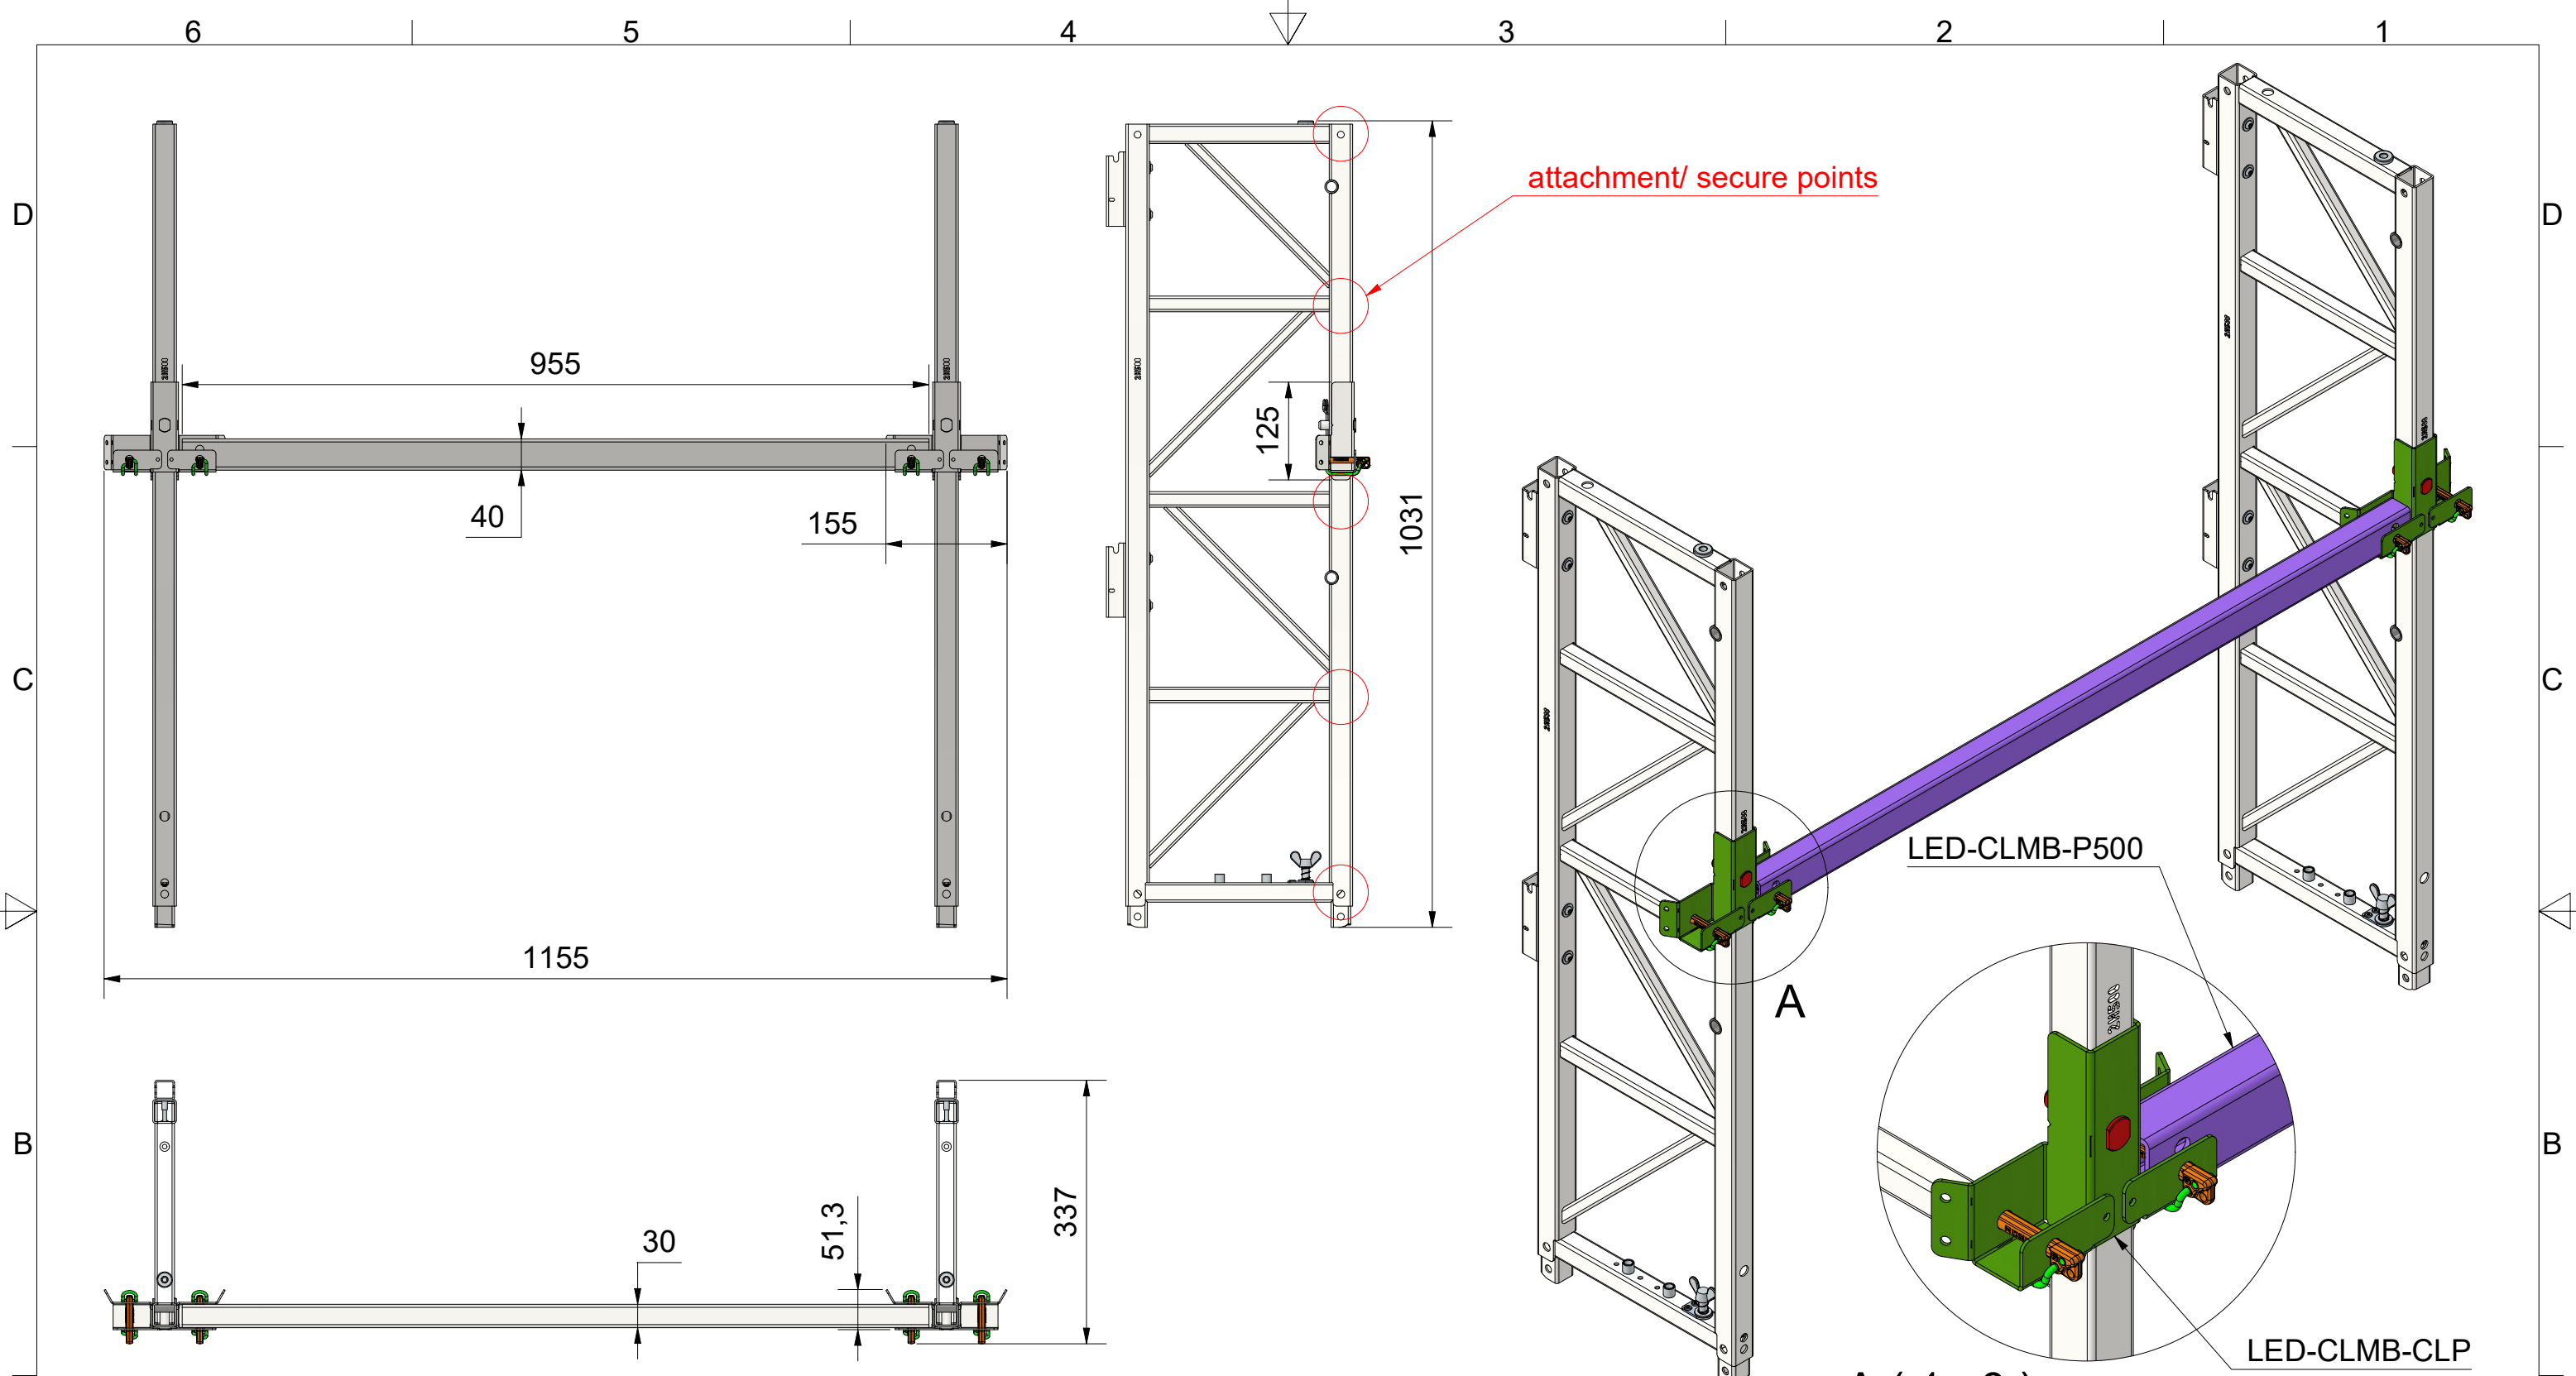 6 5 4 3 2 1
D D
attachment/ secure points
955
125
1031
40
155
C C
LED-CLMB-P500
1155
A
B B
337
51,3
30
LED-CLMB-CLP